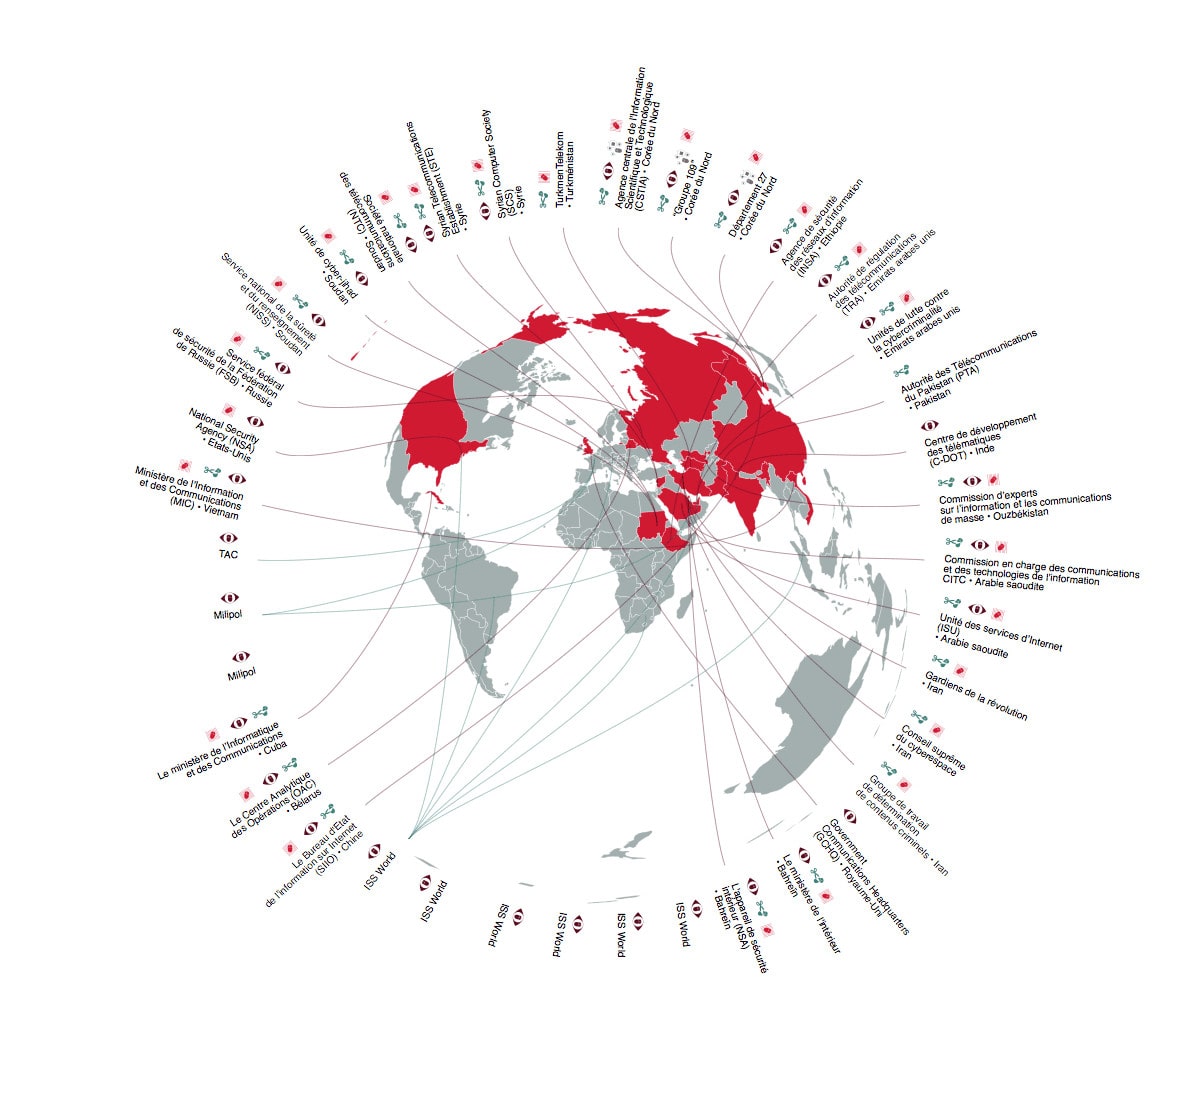 Agence centrale de l'Information
Scientifique et Technologique
(CSTIA) • Corée du Nord
"Groupe 109"
• Corée du Nord
Département 27
• Corée du Nord
Agence de sécurité
des réseaux d'information
(INSA) • Ethiopie
Autorité de régulation
des télécommunications
(TRA) • Emirats arabes unis
Unités de lutte contre
la cybercriminalité
• Emirats arabes unis
Autorité des Télécommunications
du Pakistan (PTA)
• Pakistan
Centre de développement
des télématiques
(C-DOT) • Inde
Commission d'experts
sur l'information et les communications
de masse • Ouzbékistan
Commission en charge des communications
et des technologies de l'information
CITC • Arabie saoudite
Unité des services d'Internet
(ISU)
• Arabie saoudite
Gardiens de la révolution
• Iran
Conseil suprême
du cyberespace
• Iran
Groupe de travail
de détermination
de contenus criminels • Iran
Government
Communications Headquarters
(GCHQ) • Royaume-Uni
Le ministère de l'intérieur
• Bahreïn
L'appareil de sécurité
intérieur (NSA)
• Bahreïn
ISS World
ISS World
ISS World
ISS World
ISS World
ISS World
Le Bureau d'Etat
de l'information sur Internet
(SIIO) • Chine
Le Centre Analytique
des Opérations (OAC)
• Bélarus
Le ministère de l'Informatique
et des Communications
• Cuba
Milipol
Milipol
TAC
Ministère de l'Information
et des Communications
(MIC) • Vietnam
National Security
Agency (NSA)
• Etats-Unis
Service fédéral
de sécurité de la Fédération
de Russie (FSB) • Russie
Service national de la sûreté
et du renseignement
(NISS) • Soudan
Unité de cyber-jihad
• Soudan
Société nationale
des télécommunications
(NTC) • Soudan
Syrian Telecommunications
Establishment (STE)
• Syrie
Syrian Computer Society
(SCS)
• Syrie
TurkmenTelekom
• Turkménistan